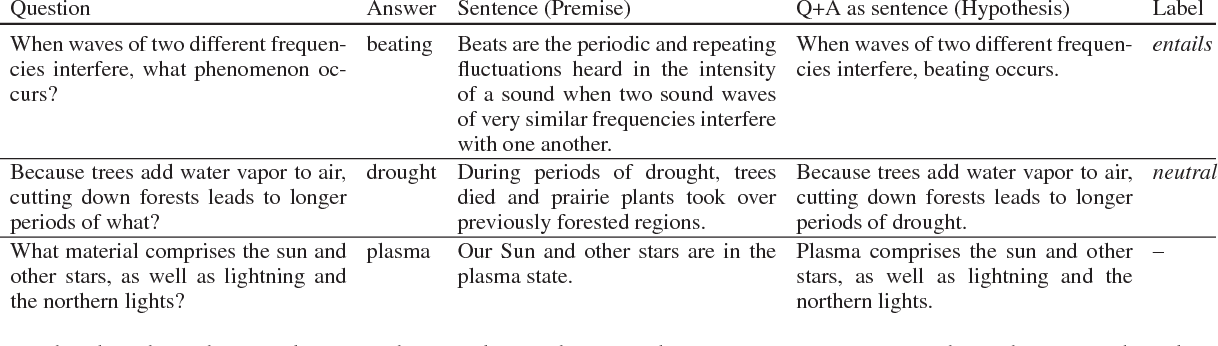 Question Answer Sentence (Premise) Q+A as sentence (Hypothesis) Label
When waves of two different frequen- beating Beats are the periodic and repeating When waves of two different frequen- entails
cies interfere, what phenomenon oc- fluctuations heard in the intensity cies interfere, beating occurs.
curs? of a sound when two sound waves
of very similar frequencies interfere
with one another.
Because trees add water vapor to air, drought During periods of drought, trees Because trees add water vapor to air, neutral
cutting down forests leads to longer died and prairie plants took over cutting down forests leads to longer
periods of what? previously forested regions. periods of drought.
What material comprises the sun and plasma Our Sun and other stars are in the Plasma comprises the sun and other –
other stars, as well as lightning and plasma state. stars, as well as lightning and the
the northern lights? northern lights.